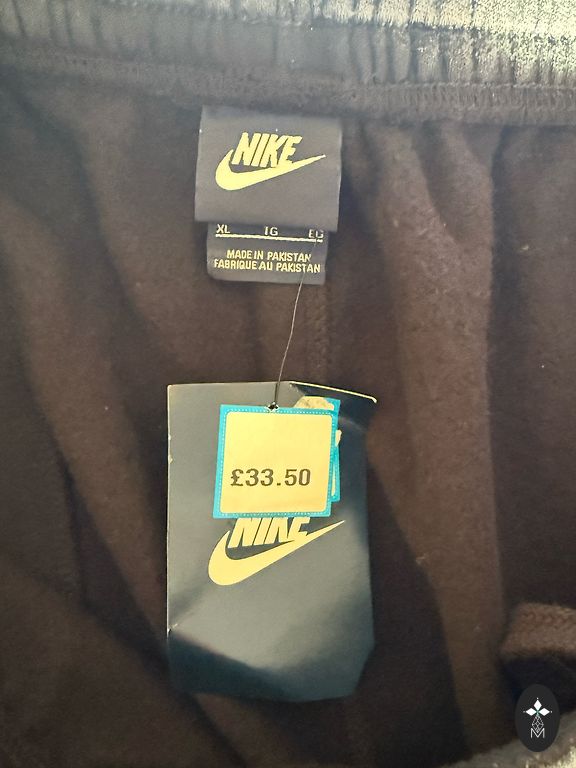 NIKE
XL TG EG
MADE IN PAKISTAN
FABRIQUE AU PAKISTAN
£33.50
NIKE
M